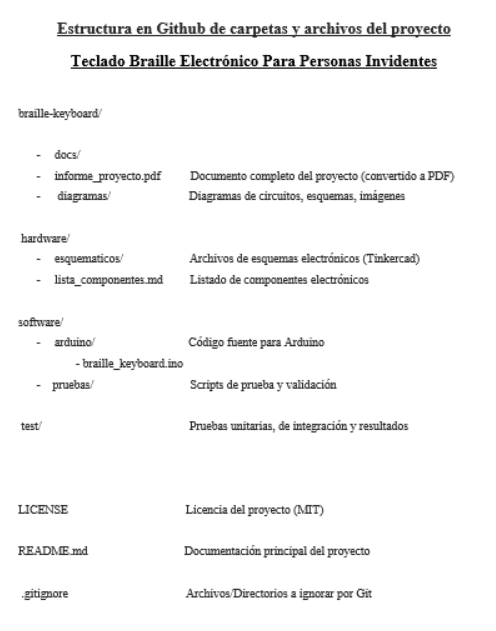 Estructura en Github de carpetas y archivos del proyecto
Teclado Braille Electrónico Para Personas Invidentes
braille-keyboard/
- docs/
- informe_proyecto.pdf Documento completo del proyecto (convertido a PDF)
- diagramas/ Diagramas de circuitos, esquemas, imágenes
hardware/
- esquematicos/ Archivos de esquemas electrónicos (Tinkercad)
- lista_componentes.md Listado de componentes electrónicos
software/
- arduino/ Código fuente para Arduino
- braille_keyboard.ino
- pruebas/ Scripts de prueba y validación
test/ Pruebas unitarias, de integración y resultados
LICENSE Licencia del proyecto (MIT)
README.md Documentación principal del proyecto
.gitignore Archivos/Directorios a ignorar por Git